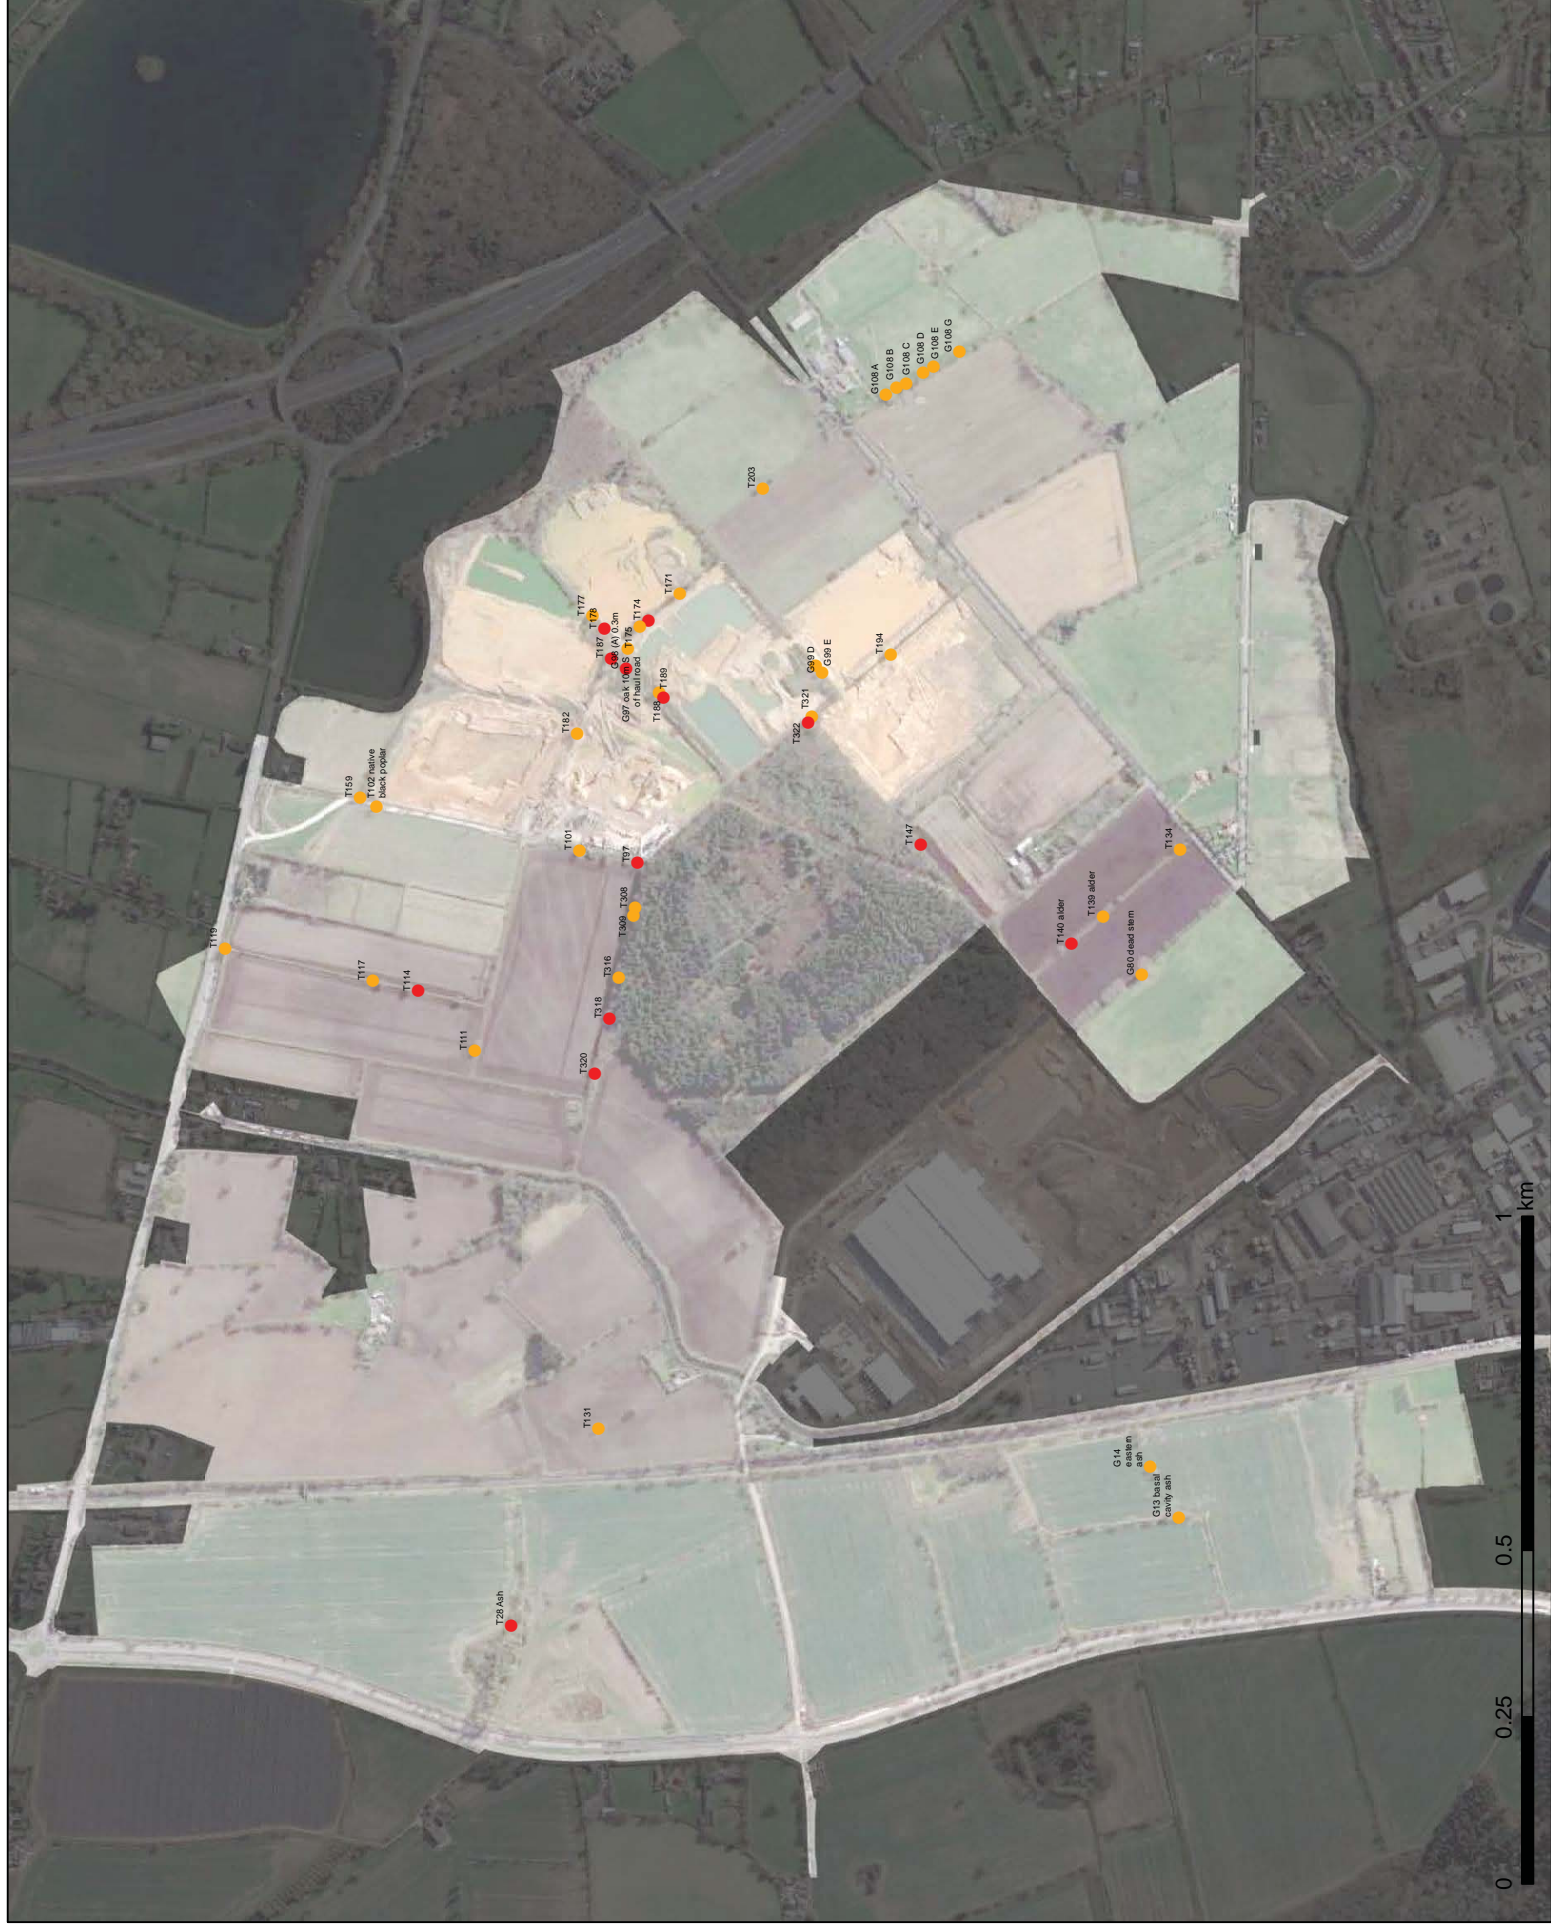 T119
T159
T102 native
black poplar
T117
T114
T111
T28 Ash
T182
T101
T177
T178
T187
G98 (A) 0.3m
T174
T175
G97 oak 10m S
of haul road
T171
T189
T188
T97
T308
T309
T316
T318
T320
T131
T203
T321
T322
G99 D
G99 E
T194
T147
G108 A
G108 B
G108 C
G108 D
G108 E
G108 G
T140 alder
T139 alder
G80 dead stem
T134
G14
eastern
ash
G13 basal
cavity ash
0
0.25
0.5
1
km